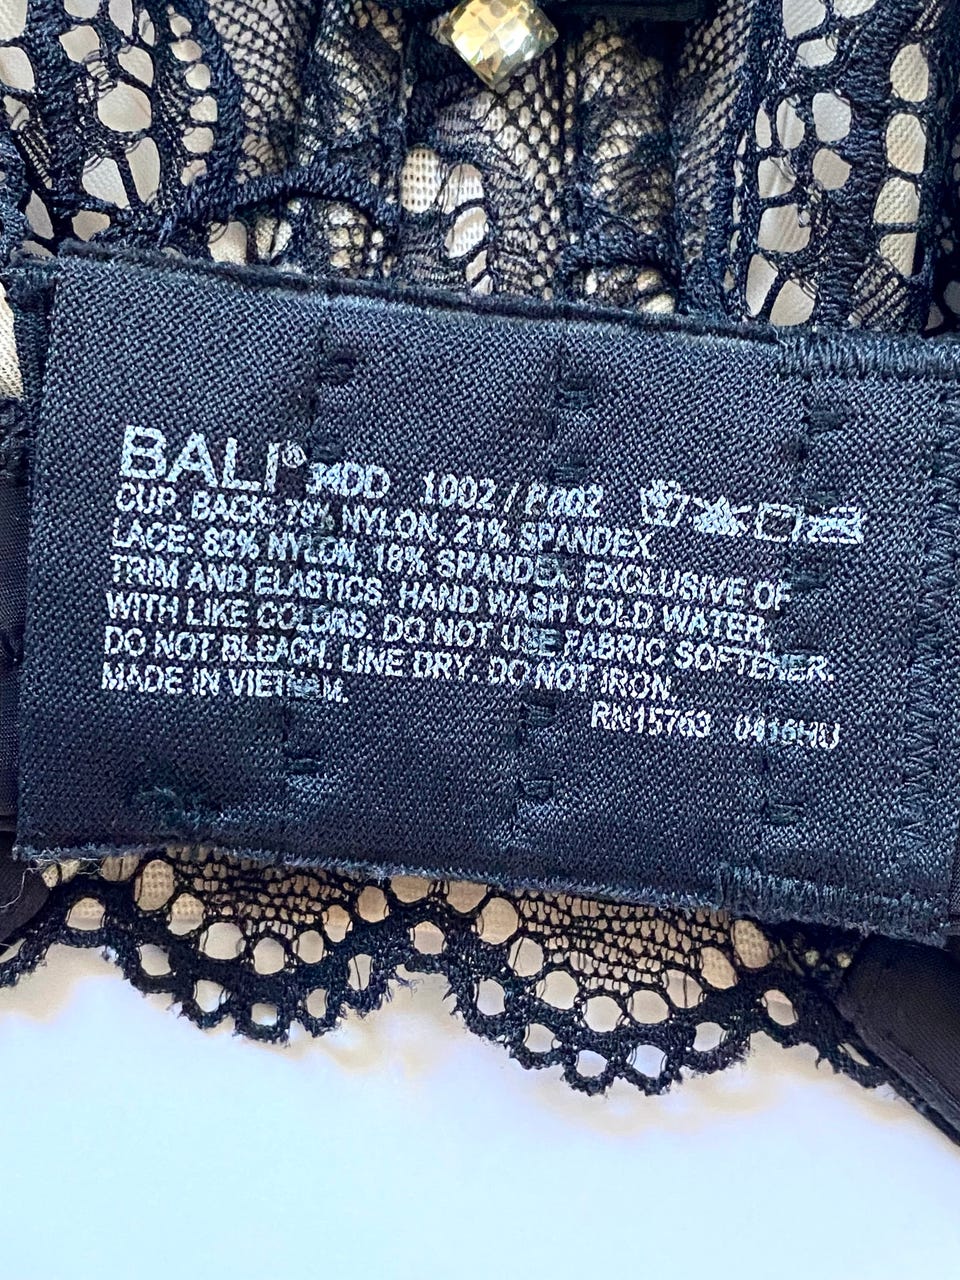 BALI® 34DD 1002 / P002
CUP, BACK: 79% NYLON, 21% SPANDEX
LACE: 82% NYLON, 18% SPANDEX EXCLUSIVE OF
TRIM AND ELASTICS. HAND WASH COLD WATER,
WITH LIKE COLORS. DO NOT USE FABRIC SOFTENER.
DO NOT BLEACH. LINE DRY. DO NOT IRON.
MADE IN VIETNAM.
RN15763 0416HU